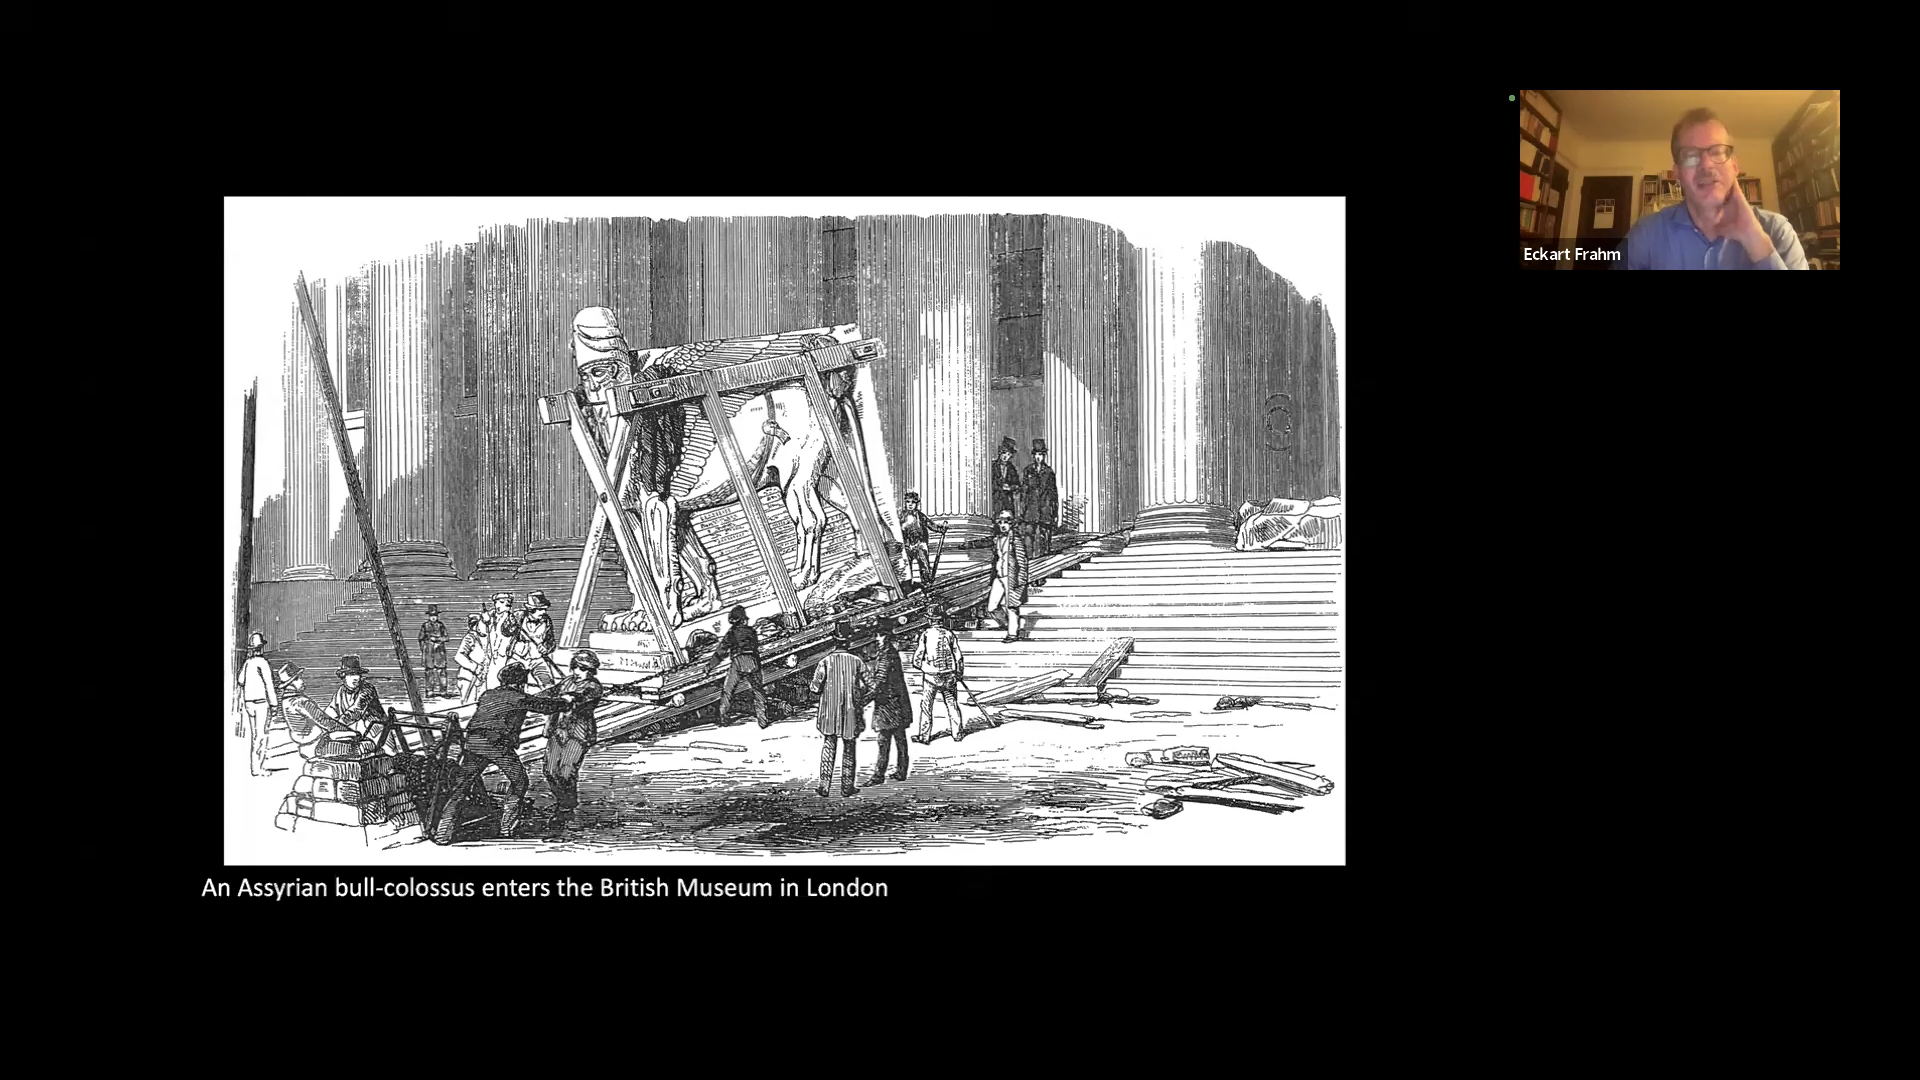 Eckart Frahm
An Assyrian bull-colossus enters the British Museum in London